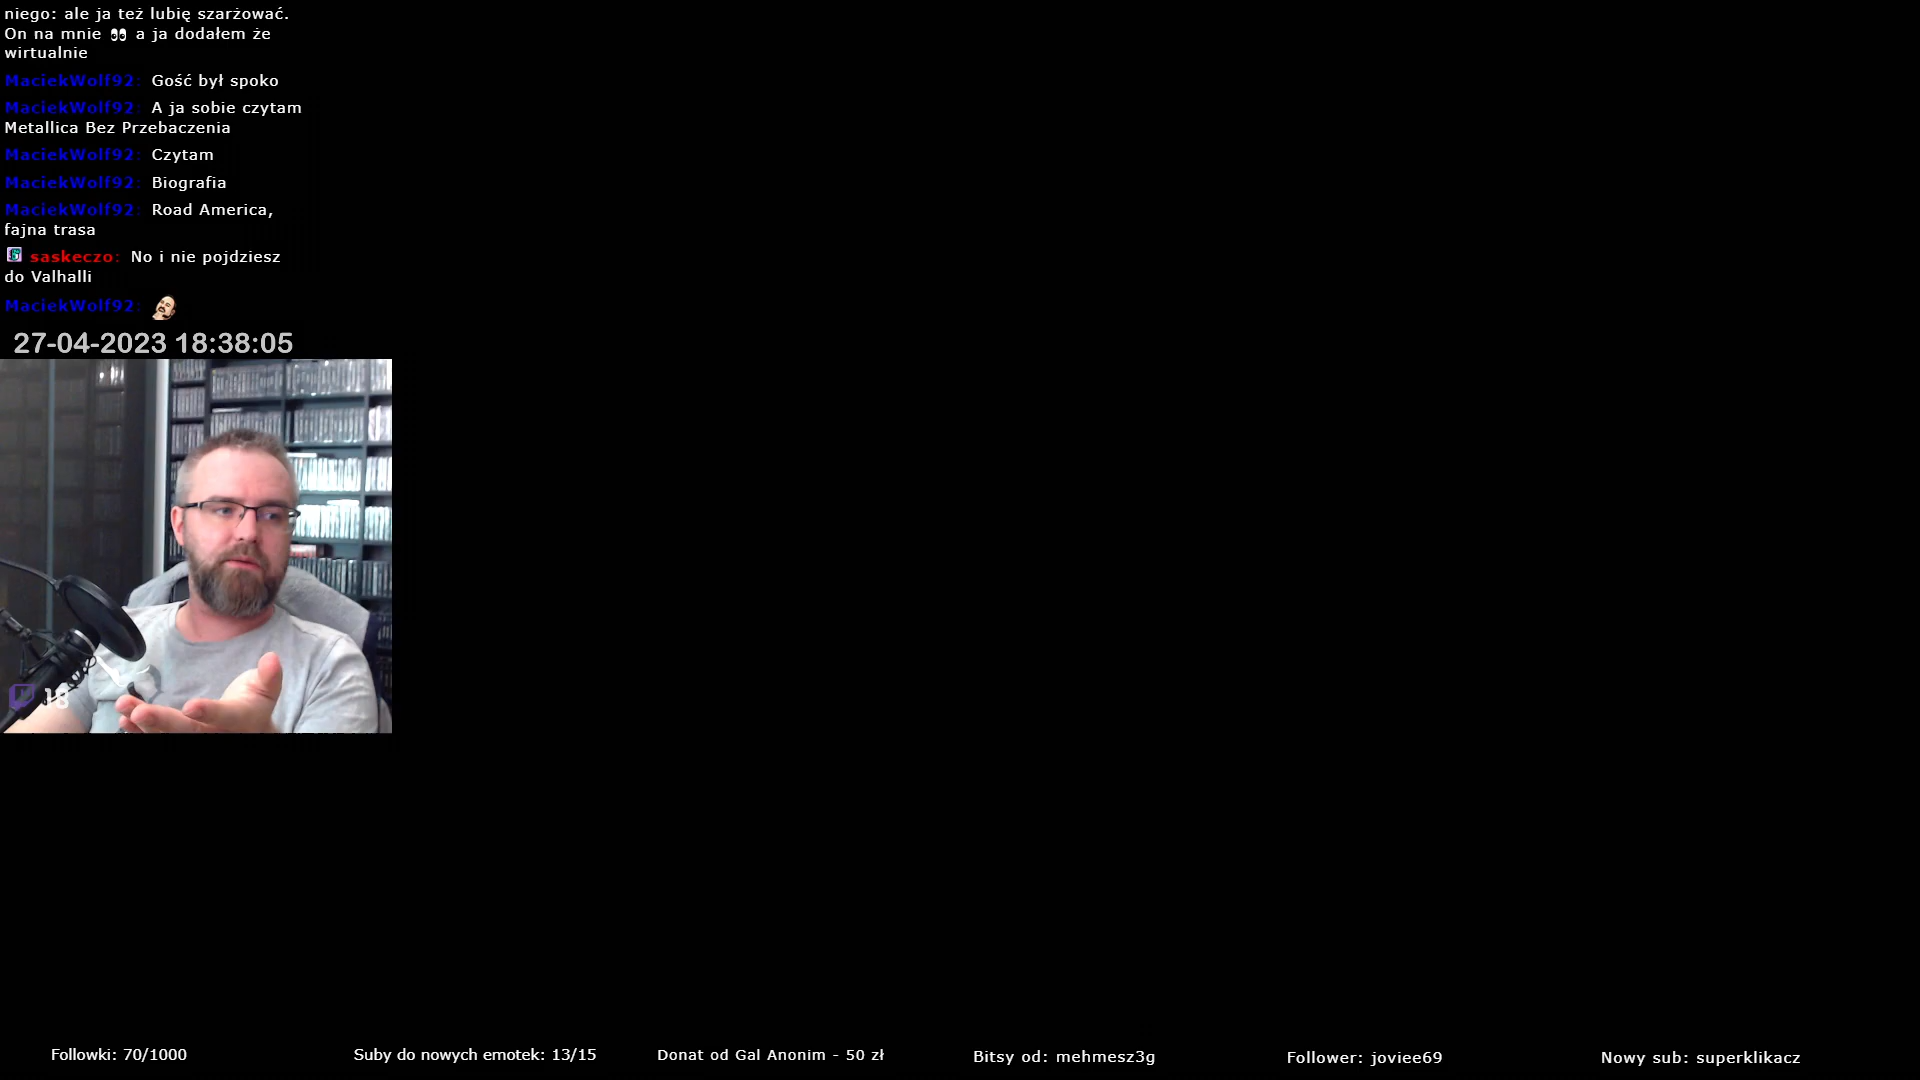 niego: ale ja też lubię szarżować.
On na mnie 👀 a ja dodałem że
wirtualnie
MaciekWolf92: Gość był spoko
MaciekWolf92: A ja sobie czytam
Metallica Bez Przebaczenia
MaciekWolf92: Czytam
MaciekWolf92: Biografia
MaciekWolf92: Road America,
fajna trasa
saskeczo: No i nie pojdziesz
do Valhalli
MaciekWolf92:
27-04-2023 18:38:05
18
Followki: 70/1000
Suby do nowych emotek: 13/15
Donat od Gal Anonim - 50 zł
Bitsy od: mehmesz3g
Follower: joviee69
Nowy sub: superklikacz